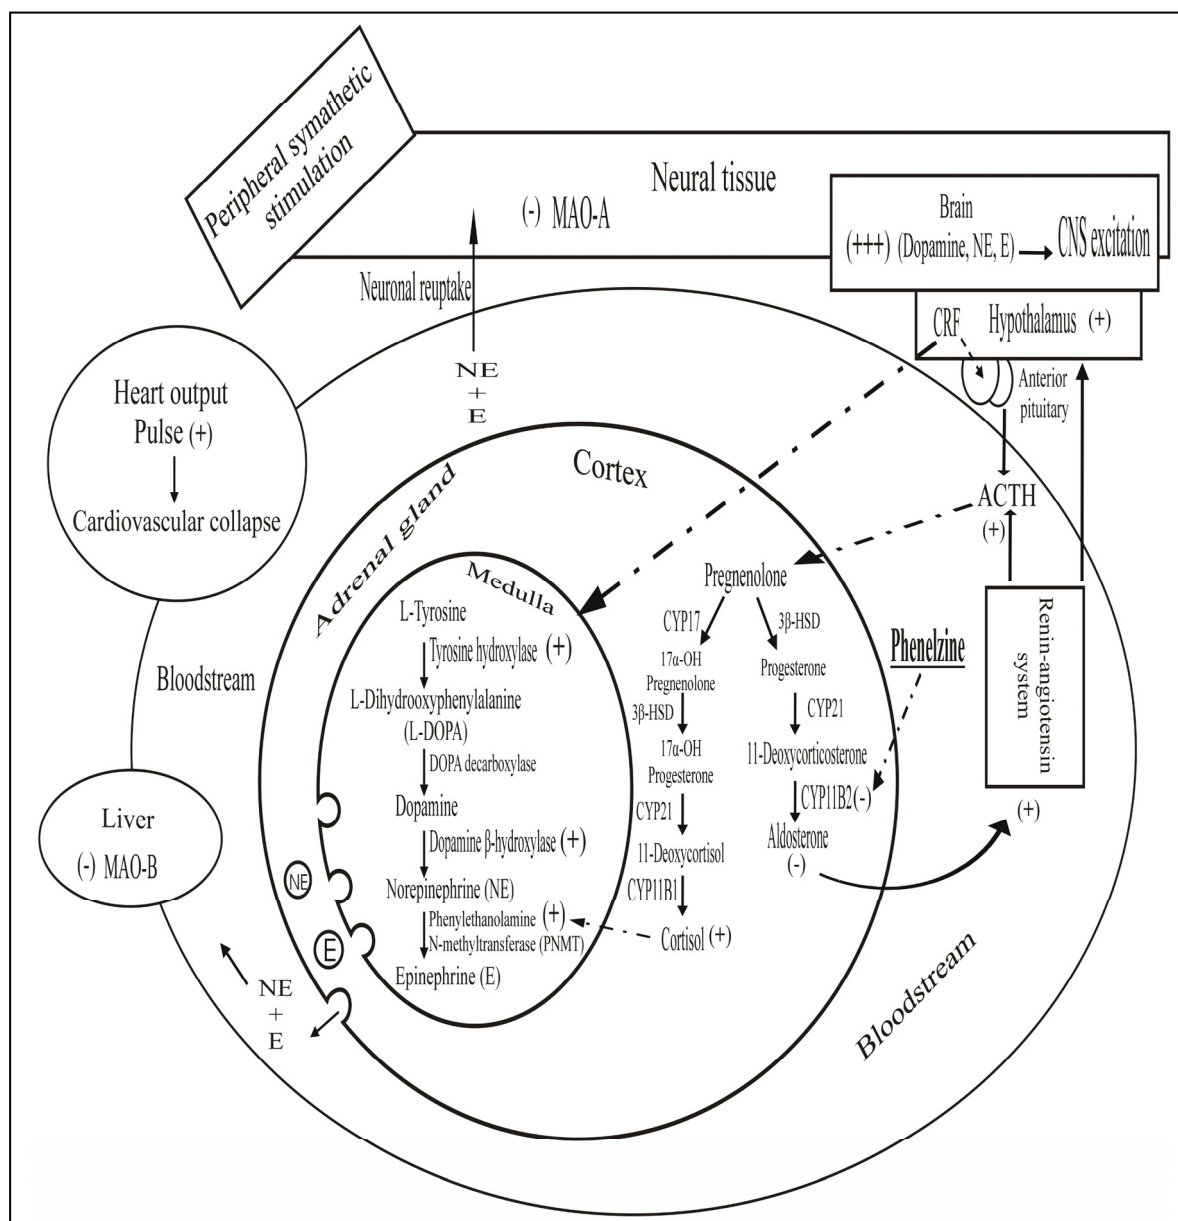 Peripheral symathetic
stimulation
Neural tissue
(-) MAO-A
Brain
(+++) (Dopamine, NE, E)
CNS excitation
Neuronal reuptake
CRF
Hypothalamus (+)
Anterior
pituitary
NE
+
E
Heart output
Pulse (+)
Cardiovascular collapse
ACTH
(+)
Cortex
Adrenal gland
Medulla
L-Tyrosine
Tyrosine hydroxylase (+)
L-Dihydrooxyphenylalanine
(L-DOPA)
DOPA decarboxylase
Dopamine
Dopamine β-hydroxylase (+)
Norepinephrine (NE)
Phenylethanolamine (+)
N-methyltransferase (PNMT)
Epinephrine (E)
Pregnenolone
CYP17
17α-OH
Pregnenolone
3β-HSD
17α-OH
Progesterone
CYP21
11-Deoxycortisol
CYP11B1
Cortisol (+)
3β-HSD
Progesterone
CYP21
11-Deoxycorticosterone
CYP11B2(-)
Aldosterone
(-)
Phenelzine
Renin-angiotensin
system
(+)
Bloodstream
Liver
(-) MAO-B
NE
E
NE
+
E
Bloodstream